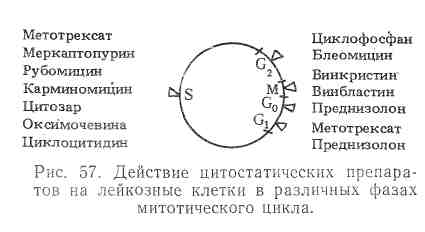 Метотрексат
Меркаптопурин
Рубомицин
Карминомицин
Цитозар
Оксимочевина
Циклоцитидин
S
G2
M
G0
G1
Циклофосфан
Блеомицин
Винкристин
Винбластин
Преднизолон
Метотрексат
Преднизолон
Рис. 57. Действие цитостатических препара-
тов на лейкозные клетки в различных фазах
митотического цикла.